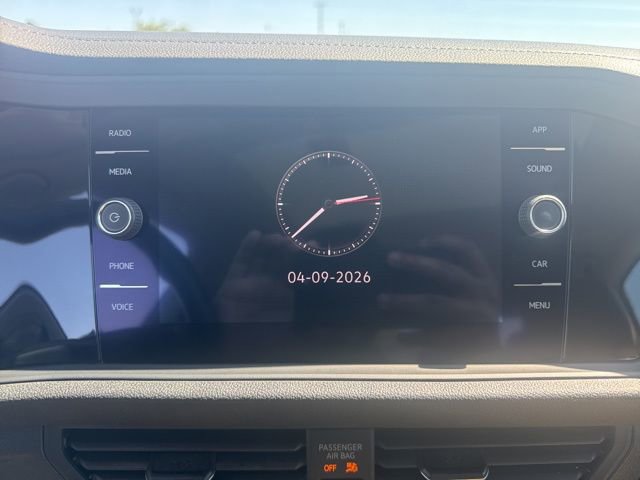 RADIO
MEDIA
PHONE
VOICE
04-09-2026
APP
SOUND
CAR
MENU
PASSENGER
AIR BAG
OFF